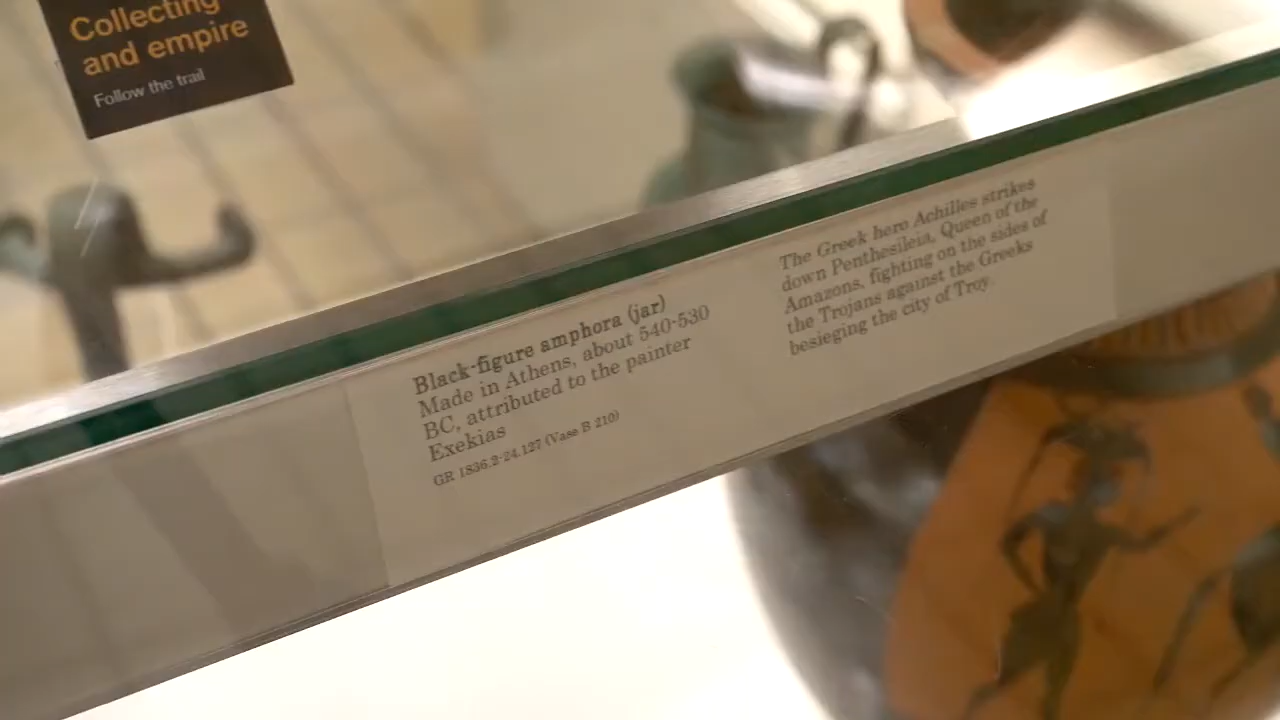 Collecting
and empire
Follow the trail
Black-figure amphora (jar)
Made in Athens, about 540-530
BC, attributed to the painter
Exekias
GR 1836.2-24.127 (Vase B 210)
The Greek hero Achilles strikes
down Penthesileia, Queen of the
Amazons, fighting on the sides of
the Trojans against the Greeks
besieging the city of Troy.